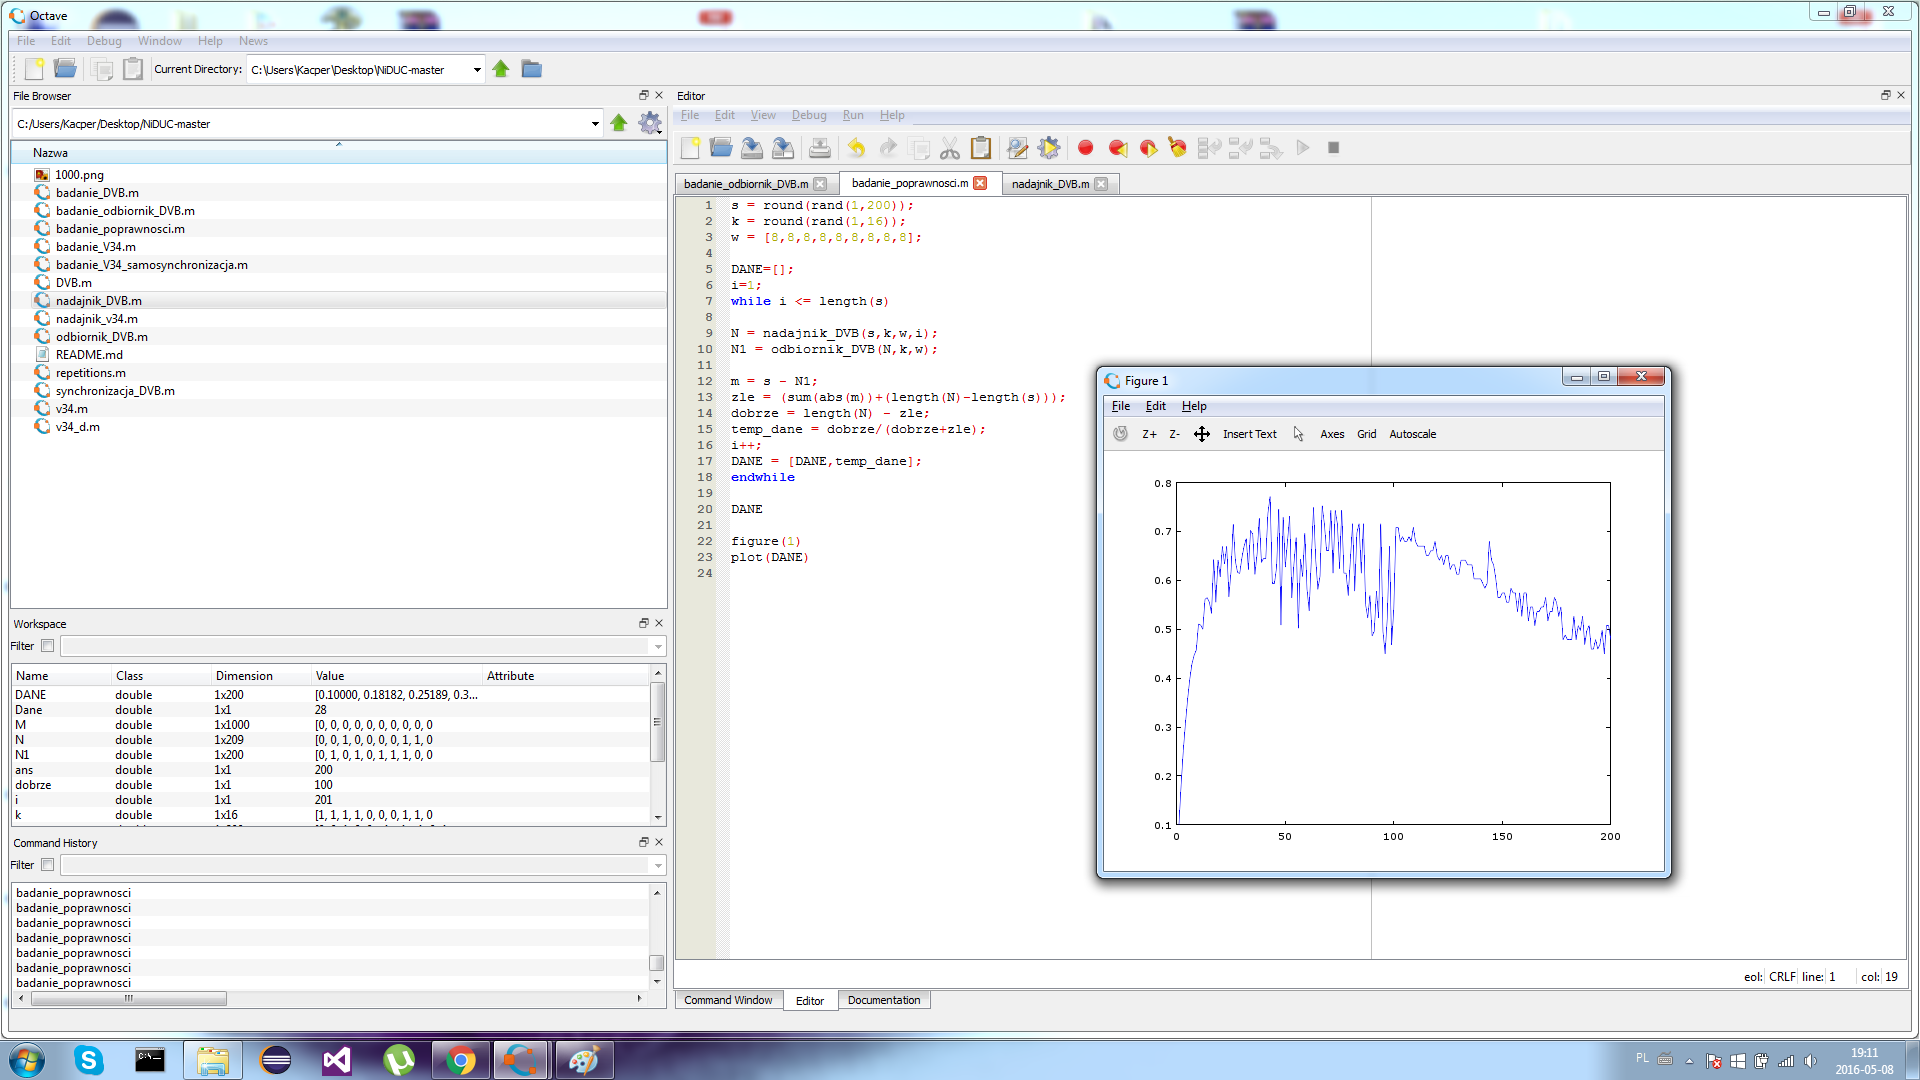 Octave
File Edit Debug Window Help News
Current Directory: C:\Users\Kacper\Desktop\NiDUC-master
File Browser
C:/Users/Kacper/Desktop/NiDUC-master
Nazwa
1000.png
badanie_DVB.m
badanie_odbiornik_DVB.m
badanie_poprawnosci.m
badanie_V34.m
badanie_V34_samosynchronizacja.m
DVB.m
nadajnik_DVB.m
nadajnik_v34.m
odbiornik_DVB.m
README.md
repetitions.m
synchronizacja_DVB.m
v34.m
v34_d.m
Workspace
Filter
Name Class Dimension Value Attribute
DANE double 1x200 [0.10000, 0.18182, 0.25189, 0.3...
Dane double 1x1 28
M double 1x1000 [0, 0, 0, 0, 0, 0, 0, 0, 0, 0
N double 1x209 [0, 0, 1, 0, 0, 0, 0, 1, 1, 0
N1 double 1x200 [0, 1, 0, 1, 0, 1, 1, 1, 0, 0
ans double 1x1 200
dobrze double 1x1 100
i double 1x1 201
k double 1x16 [1, 1, 1, 1, 0, 0, 0, 1, 1, 0
Command History
Filter
badanie_poprawnosci
badanie_poprawnosci
badanie_poprawnosci
badanie_poprawnosci
badanie_poprawnosci
badanie_poprawnosci
badanie_poprawnosci
Editor
File Edit View Debug Run Help
badanie_odbiornik_DVB.m badanie_poprawnosci.m nadajnik_DVB.m
1 s = round(rand(1,200));
2 k = round(rand(1,16));
3 w = [8,8,8,8,8,8,8,8,8];
4
5 DANE=[];
6 i=1;
7 while i <= length(s)
8
9 N = nadajnik_DVB(s,k,w,i);
10 N1 = odbiornik_DVB(N,k,w);
11
12 m = s - N1;
13 zle = (sum(abs(m))+(length(N)-length(s)));
14 dobrze = length(N) - zle;
15 temp_dane = dobrze/(dobrze+zle);
16 i++;
17 DANE = [DANE,temp_dane];
18 endwhile
19
20 DANE
21
22 figure(1)
23 plot(DANE)
24
Figure 1
File Edit Help
Z+ Z- Insert Text Axes Grid Autoscale
0.8
0.7
0.6
0.5
0.4
0.3
0.2
0.1
0 50 100 150 200
eol: CRLF line: 1 col: 19
Command Window Editor Documentation
PL
19:11
2016-05-08